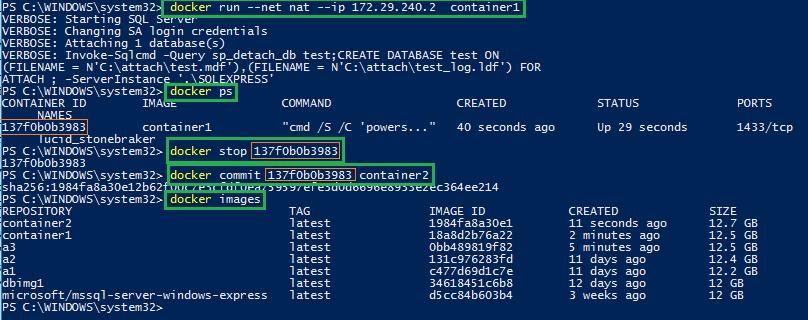 PS C:\WINDOWS\system32> docker run --net nat --ip 172.29.240.2 container1
VERBOSE: Starting SQL Server
VERBOSE: Changing SA login credentials
VERBOSE: Attaching 1 database(s)
VERBOSE: Invoke-Sqlcmd -Query sp_detach_db test;CREATE DATABASE test ON
(FILENAME = N'C:\attach\test.mdf'),(FILENAME = N'C:\attach\test_log.ldf') FOR
ATTACH ; -ServerInstance '.\SQLEXPRESS'
PS C:\WINDOWS\system32> docker ps
CONTAINER ID IMAGE COMMAND CREATED STATUS PORTS
NAMES
137f0b0b3983 container1 "cmd /S /C 'powers..." 40 seconds ago Up 29 seconds 1433/tcp
lucid_stonebraker
PS C:\WINDOWS\system32> docker stop 137f0b0b3983
137f0b0b3983
PS C:\WINDOWS\system32> docker commit 137f0b0b3983 container2
PS C:\WINDOWS\system32> docker images
REPOSITORY TAG IMAGE ID CREATED SIZE
container2 latest 1984fa8a30e1 11 seconds ago 12.7 GB
container1 latest 18a8d2b76a22 2 minutes ago 12.5 GB
a3 latest 0bb489819f82 5 minutes ago 12.5 GB
a2 latest 131c976283fd 11 days ago 12.4 GB
a1 latest c477d69d1c7e 11 days ago 12.2 GB
dbimg1 latest 34618451c6b8 12 days ago 12 GB
microsoft/mssql-server-windows-express latest d5cc84b603b4 3 weeks ago 12 GB
PS C:\WINDOWS\system32>